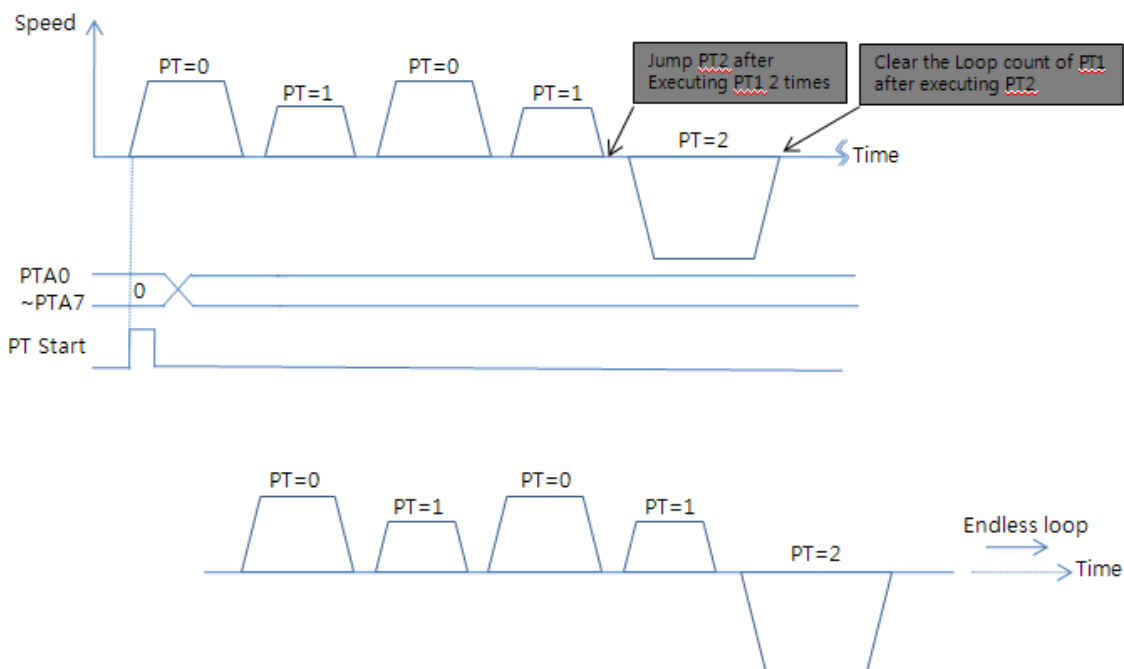 Speed
PT=0
PT=1
PT=0
PT=1
Jump PT2 after
Executing PT1 2 times
Clear the Loop count of PT1
after executing PT2
PT=2
Time
PTA0
~PTA7
0
PT Start
PT=0
PT=1
PT=0
PT=1
PT=2
Endless loop
Time